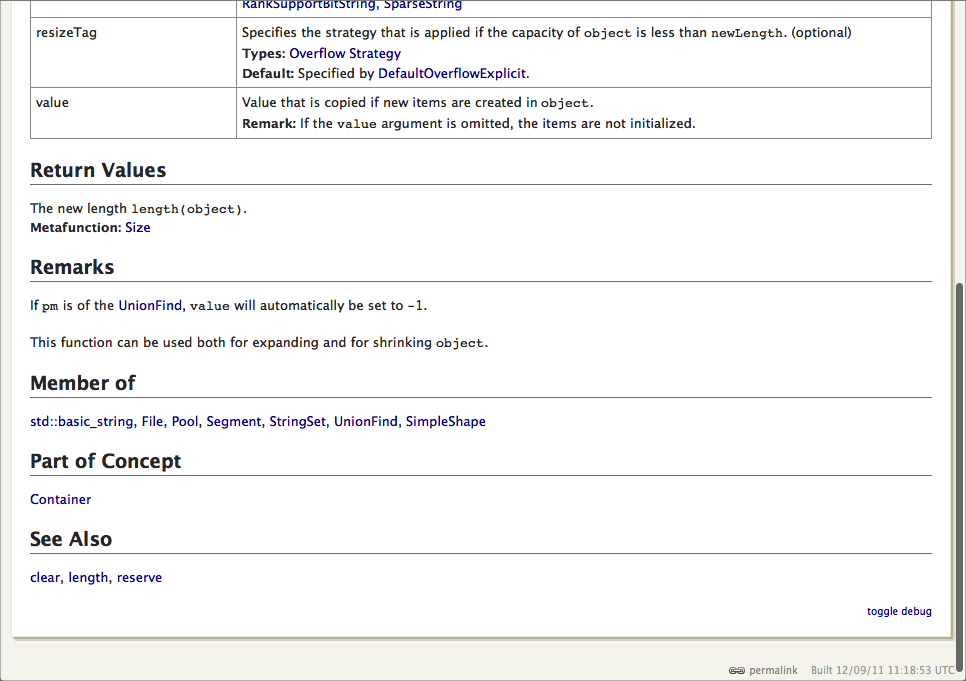 RankSupportBitString, SparseString
resizeTag
Specifies the strategy that is applied if the capacity of object is less than newLength. (optional)
Types: Overflow Strategy
Default: Specified by DefaultOverflowExplicit.
value
Value that is copied if new items are created in object.
Remark: If the value argument is omitted, the items are not initialized.
Return Values
The new length length(object).
Metafunction: Size
Remarks
If pm is of the UnionFind, value will automatically be set to -1.
This function can be used both for expanding and for shrinking object.
Member of
std::basic_string, File, Pool, Segment, StringSet, UnionFind, SimpleShape
Part of Concept
Container
See Also
clear, length, reserve
toggle debug
permalink Built 12/09/11 11:18:53 UTC